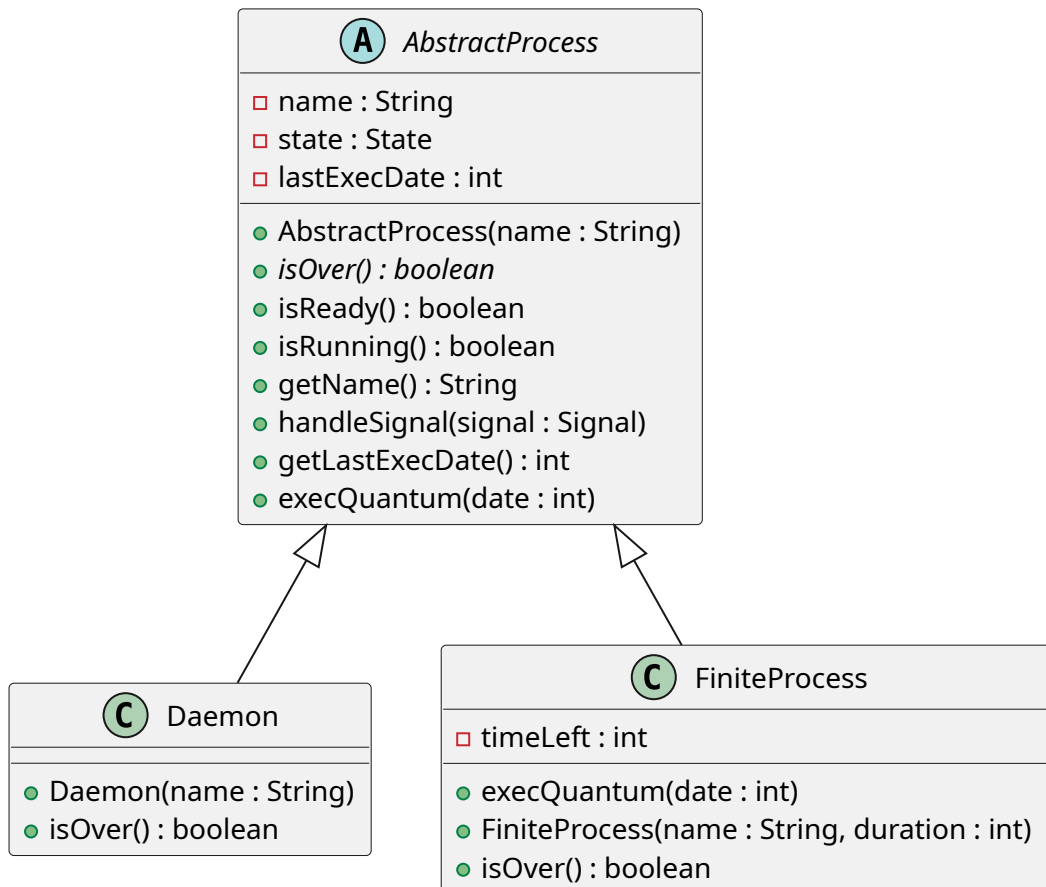 A AbstractProcess
name : String
state : State
lastExecDate : int
AbstractProcess(name : String)
isOver() : boolean
isReady() : boolean
isRunning() : boolean
getName() : String
handleSignal(signal : Signal)
getLastExecDate() : int
execQuantum(date : int)
C Daemon
Daemon(name : String)
isOver() : boolean
C FiniteProcess
timeLeft : int
execQuantum(date : int)
FiniteProcess(name : String, duration : int)
isOver() : boolean